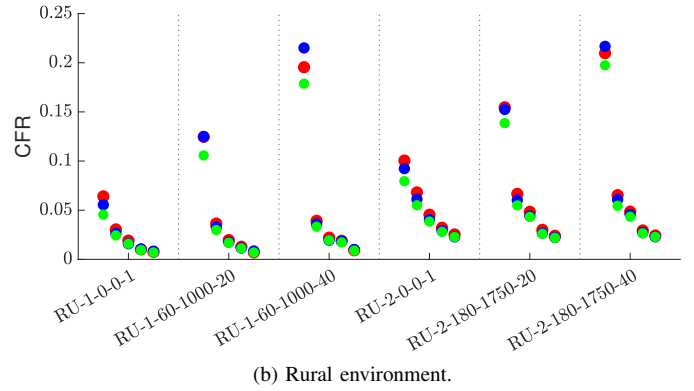 0.25
0.2
0.15
0.1
0.05
0
CFR
RU-1-0-0-1
RU-1-60-1000-20
RU-1-60-1000-40
RU-2-0-0-1
RU-2-180-1750-20
RU-2-180-1750-40
(b) Rural environment.